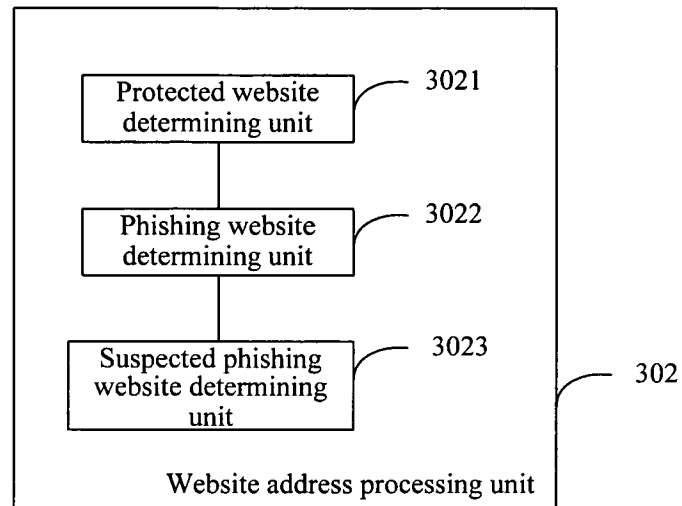 Protected website
determining unit
3021
Phishing website
determining unit
3022
Suspected phishing
website determining
unit
3023
302
Website address processing unit